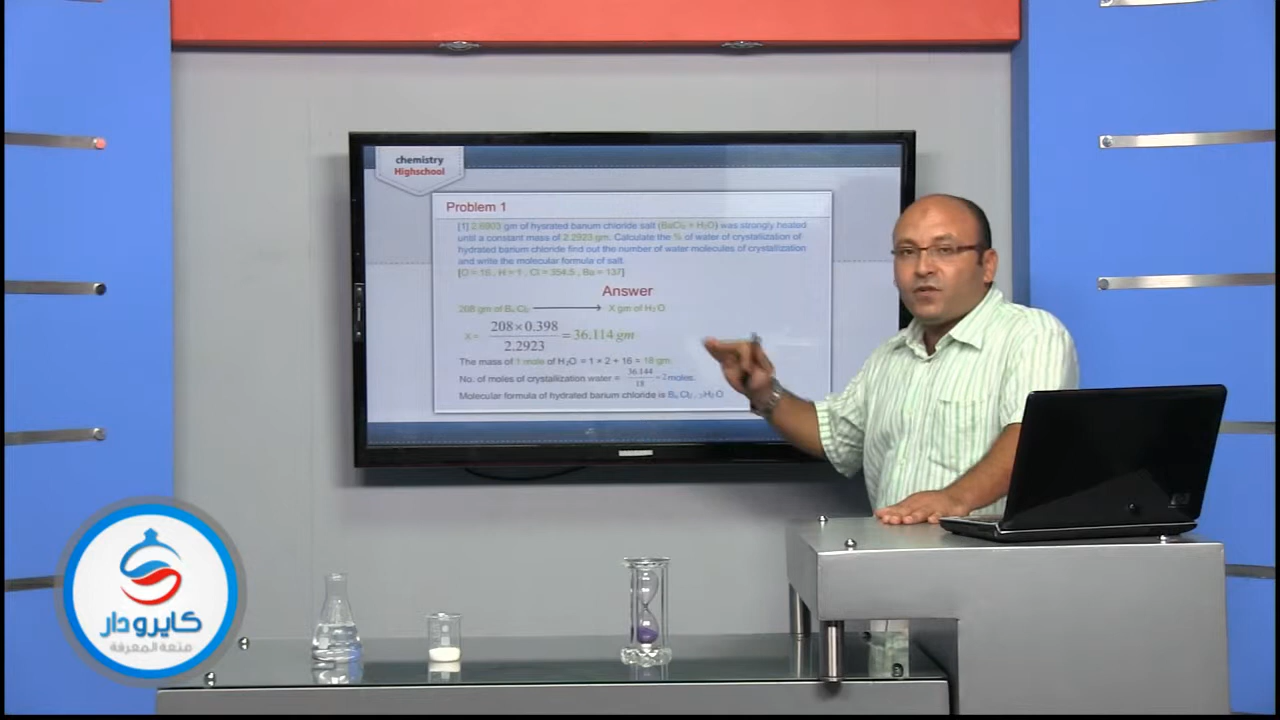 chemistry
Highschool
Problem 1
[1] 2.6903 gm of hysrated barium chloride salt (BaCl₂ + H₂O) was strongly heated
until a constant mass of 2.2923 gm. Calculate the % of water of crystallization of
hydrated barium chloride find out the number of water molecules of crystallization
and write the molecular formula of salt.
[O = 16 , H = 1 , Cl = 354.5 , Ba = 137]
Answer
208 gm of BₐCl₂ ⟶ X gm of H₂O
X = 208 × 0.398 / 2.2923 = 36.114 gm
The mass of 1 mole of H₂O = 1 × 2 + 16 = 18 gm.
No. of moles of crystallization water = 36.144 / 18 = 2 moles.
Molecular formula of hydrated barium chloride is BₐCl₂ . ₂H₂O
كايرودار
متعة المعرفة